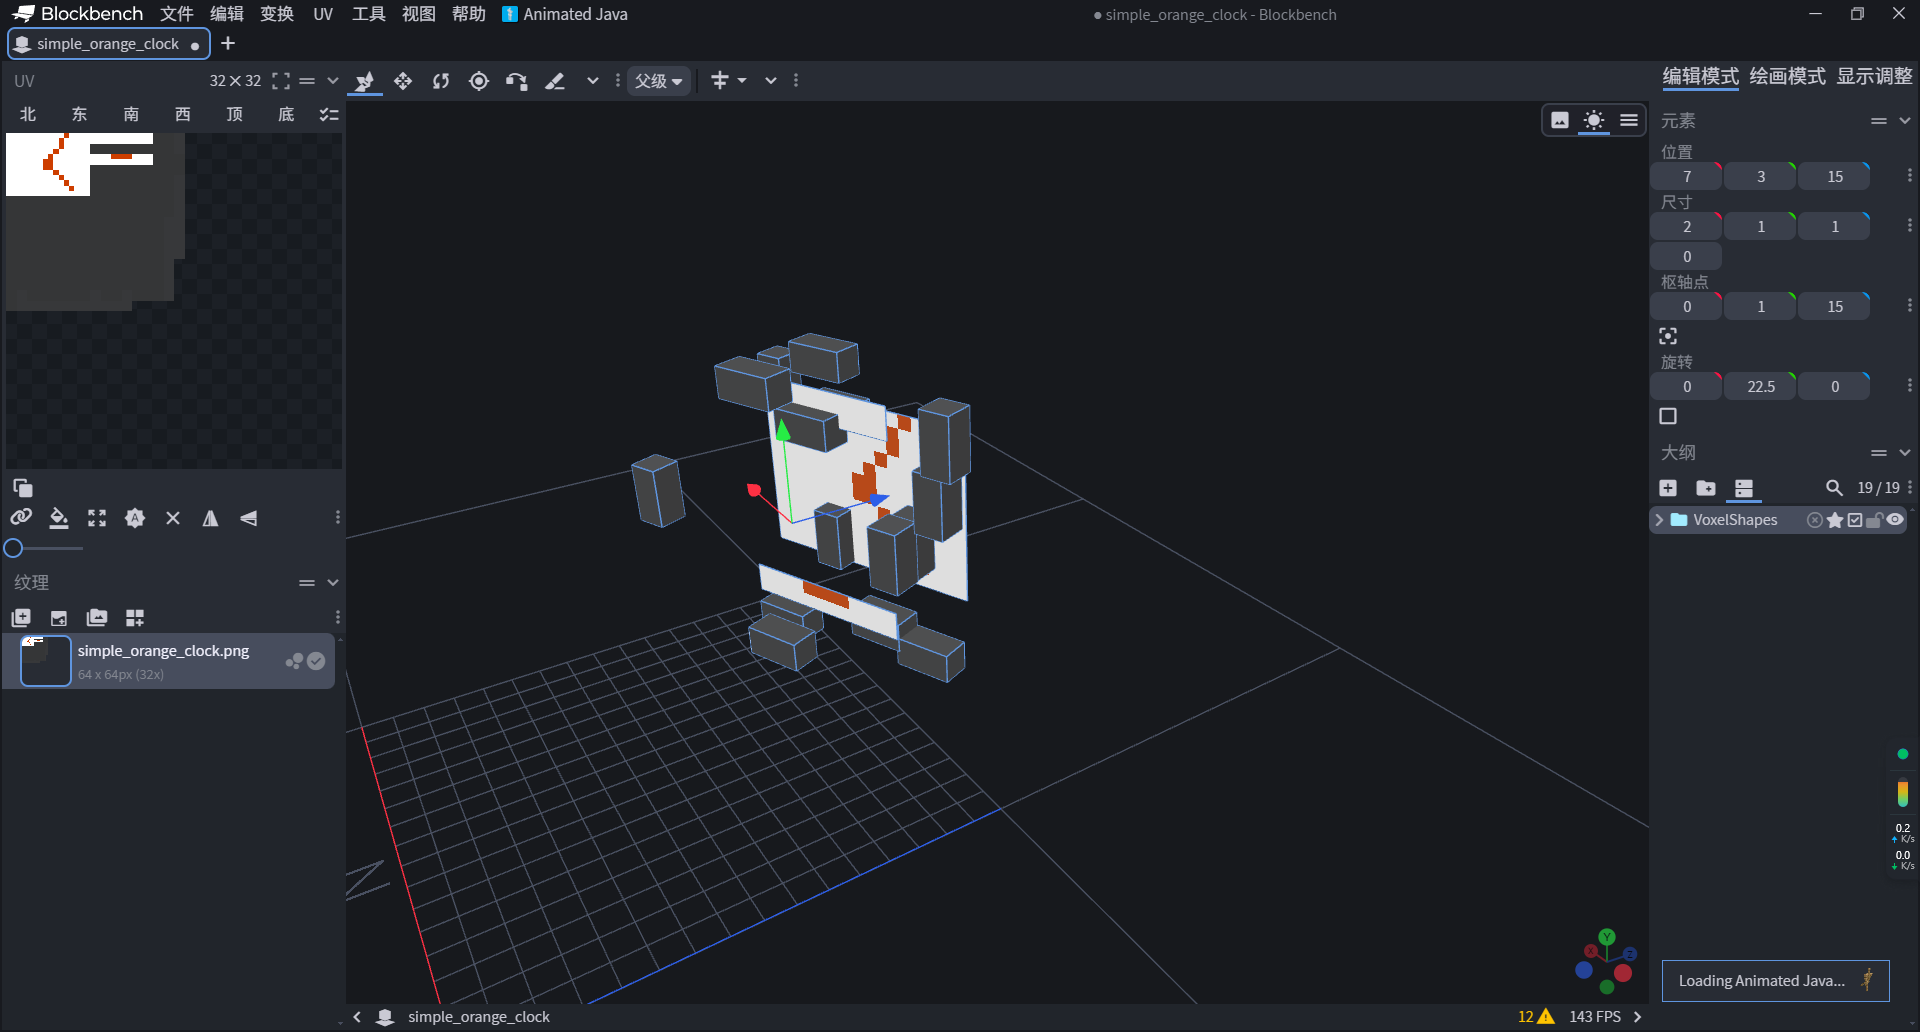 Blockbench 文件 编辑 变换 UV 工具 视图 帮助 Animated Java
● simple_orange_clock - Blockbench
simple_orange_clock ●
UV 32×32
父级
编辑模式 绘画模式 显示调整
北 东 南 西 顶 底
元素
位置
7 3 15
尺寸
2 1 1
0
枢轴点
0 1 15
旋转
0 22.5 0
大纲
19 / 19
VoxelShapes
纹理
simple_orange_clock.png
64 x 64px (32x)
0.2
K/s
0.0
K/s
Y
X
Z
N
Loading Animated Java...
simple_orange_clock
12
143 FPS